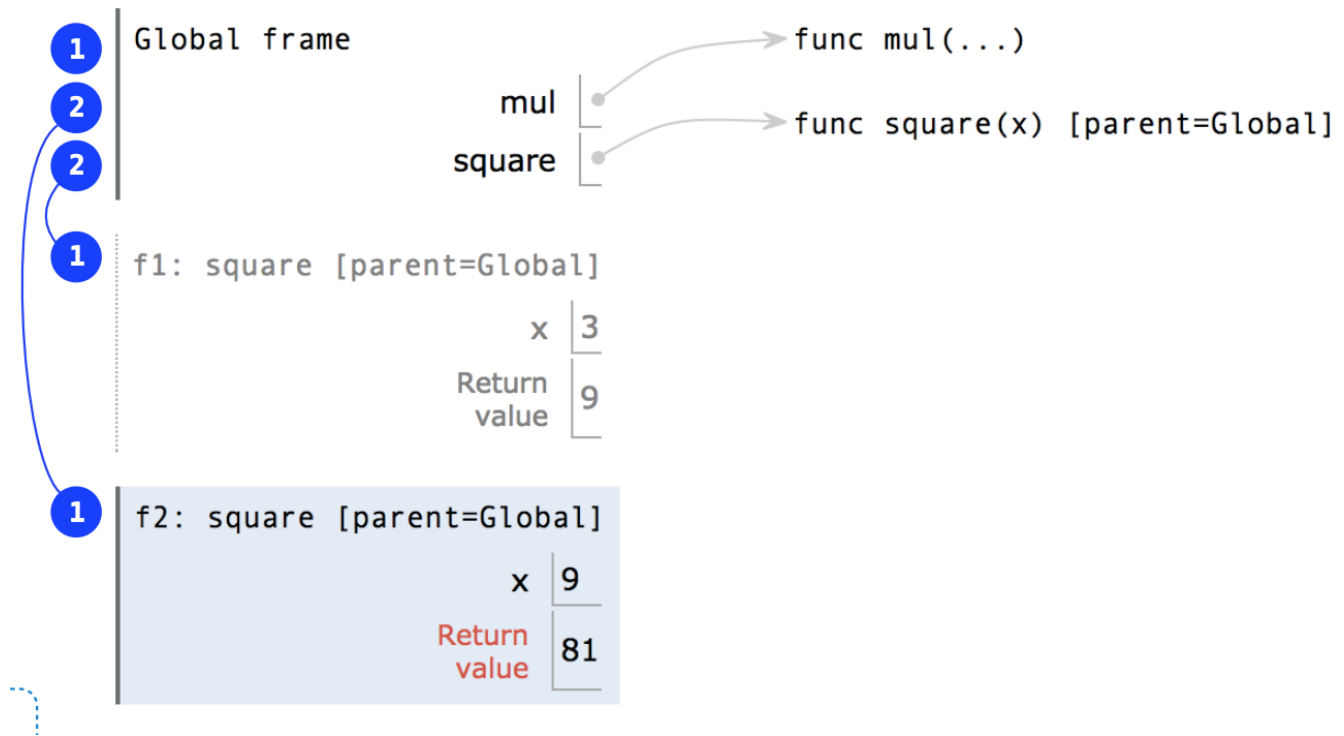 1
Global frame
func mul(...)
2
mul
func square(x) [parent=Global]
2
square
1
f1: square [parent=Global]
x 3
Return
value
9
1
f2: square [parent=Global]
x 9
Return
value
81